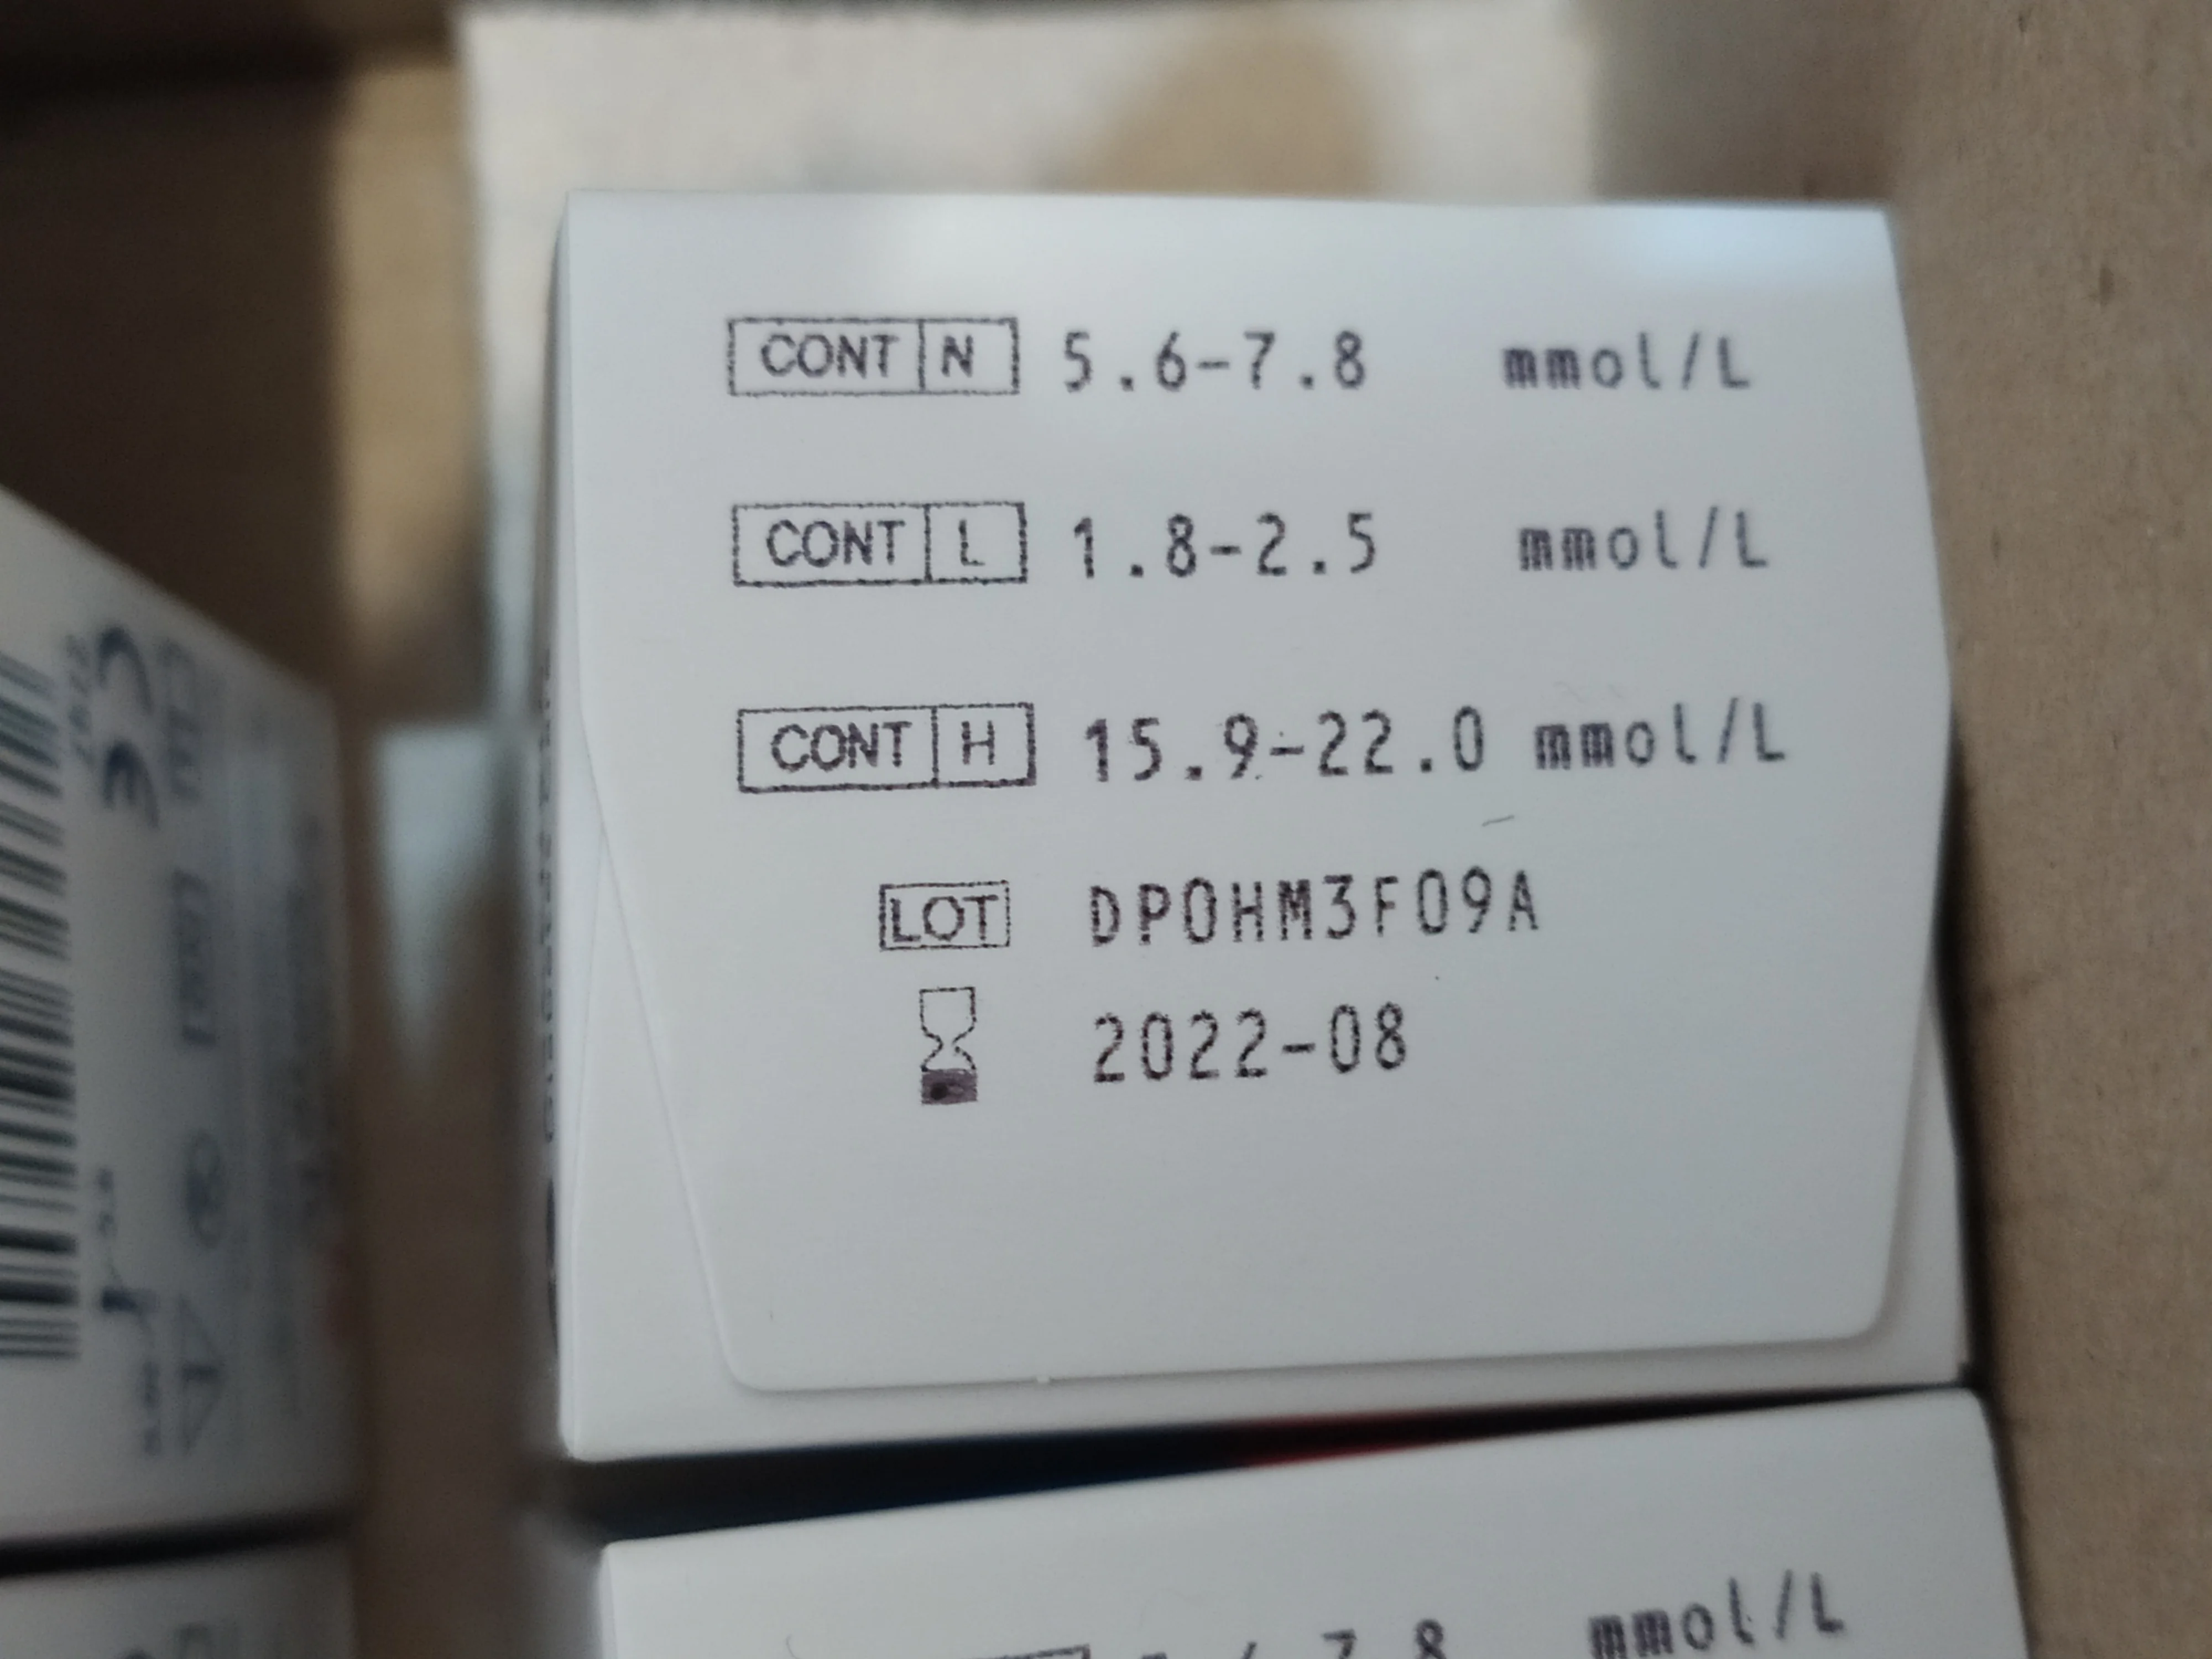 CONT N 5.6-7.8 mmol/L
CONT L 1.8-2.5 mmol/L
CONT H 15.9-22.0 mmol/L
LOT DP0HM3F09A
2022-08
CE
mmol/L